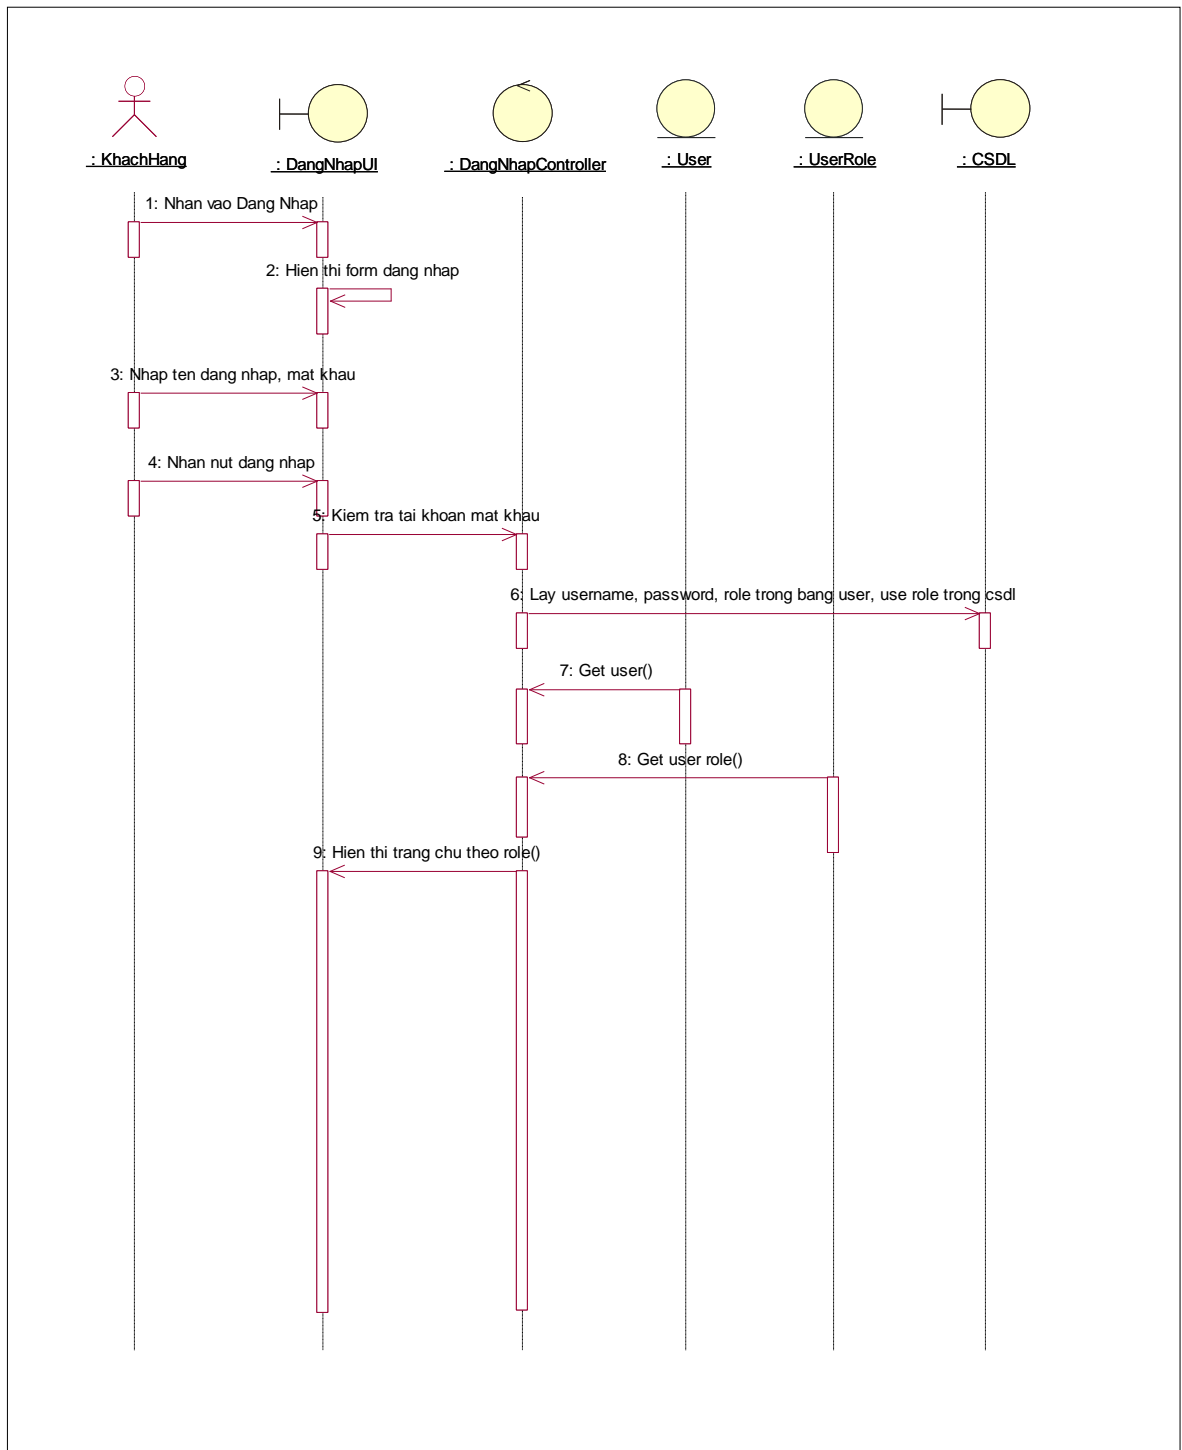 : KhachHang
: DangNhapUI
: DangNhapController
: User
: UserRole
: CSDL
1: Nhan vao Dang Nhap
2: Hien thi form dang nhap
3: Nhap ten dang nhap, mat khau
4: Nhan nut dang nhap
5: Kiem tra tai khoan mat khau
6: Lay username, password, role trong bang user, use role trong csdl
7: Get user()
8: Get user role()
9: Hien thi trang chu theo role()